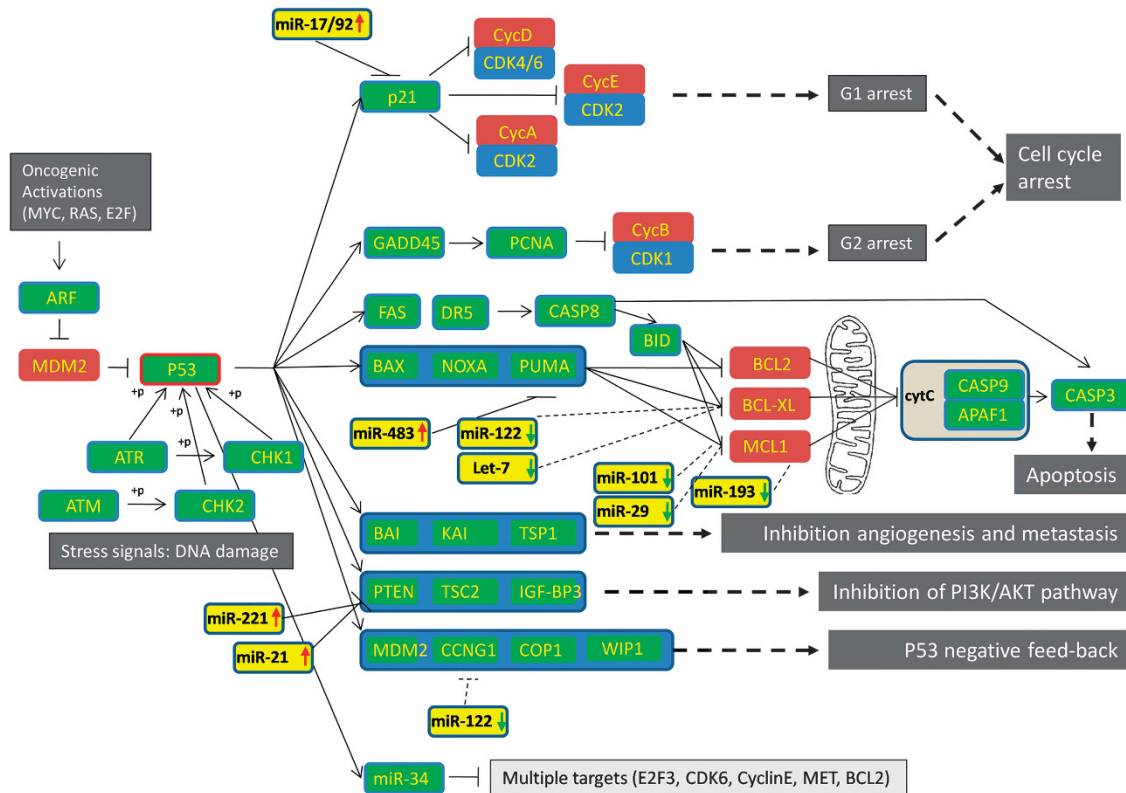 miR-17/92
CycD
CDK4/6
p21
CycE
CDK2
CycA
CDK2
G1 arrest
Cell cycle
arrest
Oncogenic
Activations
(MYC, RAS, E2F)
GADD45
PCNA
CycB
CDK1
G2 arrest
ARF
FAS
DR5
CASP8
BID
MDM2
P53
BAX
NOXA
PUMA
BCL2
BCL-XL
MCL1
cytC
CASP9
APAF1
CASP3
+p
+p
+p
+p
miR-483
miR-122
Let-7
miR-101
miR-193
miR-29
Apoptosis
ATR
+p
CHK1
ATM
+p
CHK2
Stress signals: DNA damage
BAI
KAI
TSP1
Inhibition angiogenesis and metastasis
PTEN
TSC2
IGF-BP3
Inhibition of PI3K/AKT pathway
miR-221
miR-21
MDM2
CCNG1
COP1
WIP1
P53 negative feed-back
miR-122
miR-34
Multiple targets (E2F3, CDK6, CyclinE, MET, BCL2)